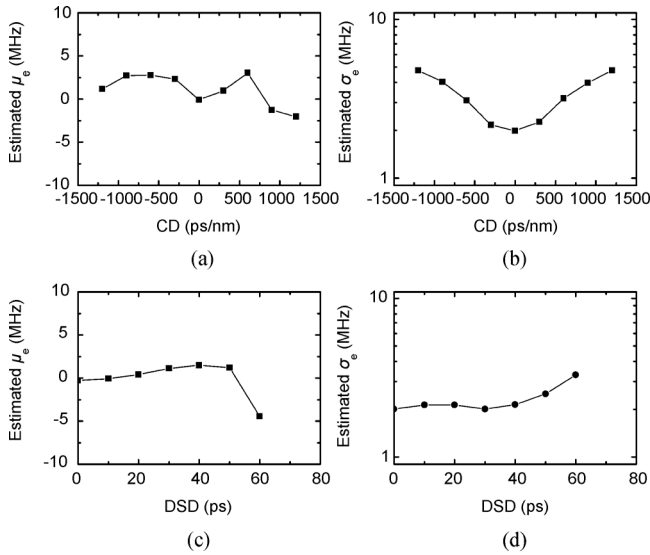 10
5
0
-5
-10
Estimated μe (MHz)
-1500 -1000 -500 0 500 1000 1500
CD (ps/nm)
(a)
10
1
Estimated σe (MHz)
-1500 -1000 -500 0 500 1000 1500
CD (ps/nm)
(b)
10
5
0
-5
-10
Estimated μe (MHz)
0 20 40 60 80
DSD (ps)
(c)
10
1
Estimated σe (MHz)
0 20 40 60 80
DSD (ps)
(d)